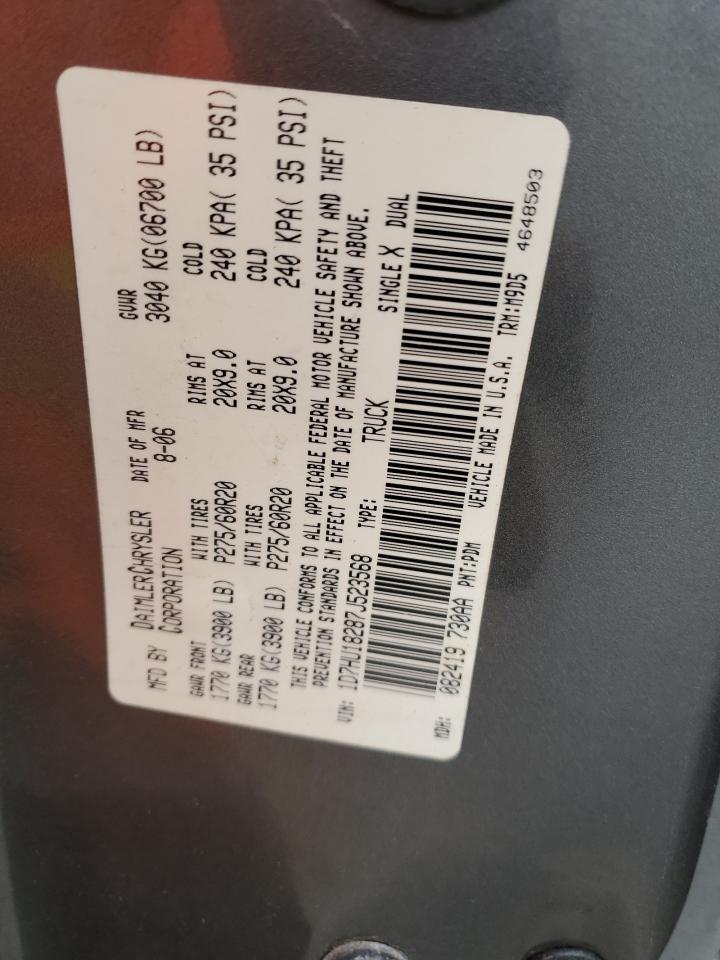 MFD BY DAIMLERCHRYSLER CORPORATION DATE OF MFR 8-06 GVWR 3040 KG(06700 LB)
GAWR FRONT WITH TIRES RIMS AT COLD
1770 KG(3900 LB) P275/60R20 20X9.0 240 KPA( 35 PSI)
GAWR REAR WITH TIRES RIMS AT COLD
1770 KG(3900 LB) P275/60R20 20X9.0 240 KPA( 35 PSI)
THIS VEHICLE CONFORMS TO ALL APPLICABLE FEDERAL MOTOR VEHICLE SAFETY AND THEFT
PREVENTION STANDARDS IN EFFECT ON THE DATE OF MANUFACTURE SHOWN ABOVE.
VIN: 1D7HU18287J523568 TYPE: TRUCK SINGLE X DUAL
MDH: 082419 730AA PNT:PDM VEHICLE MADE IN U.S.A. TRM:M9D5 4648503